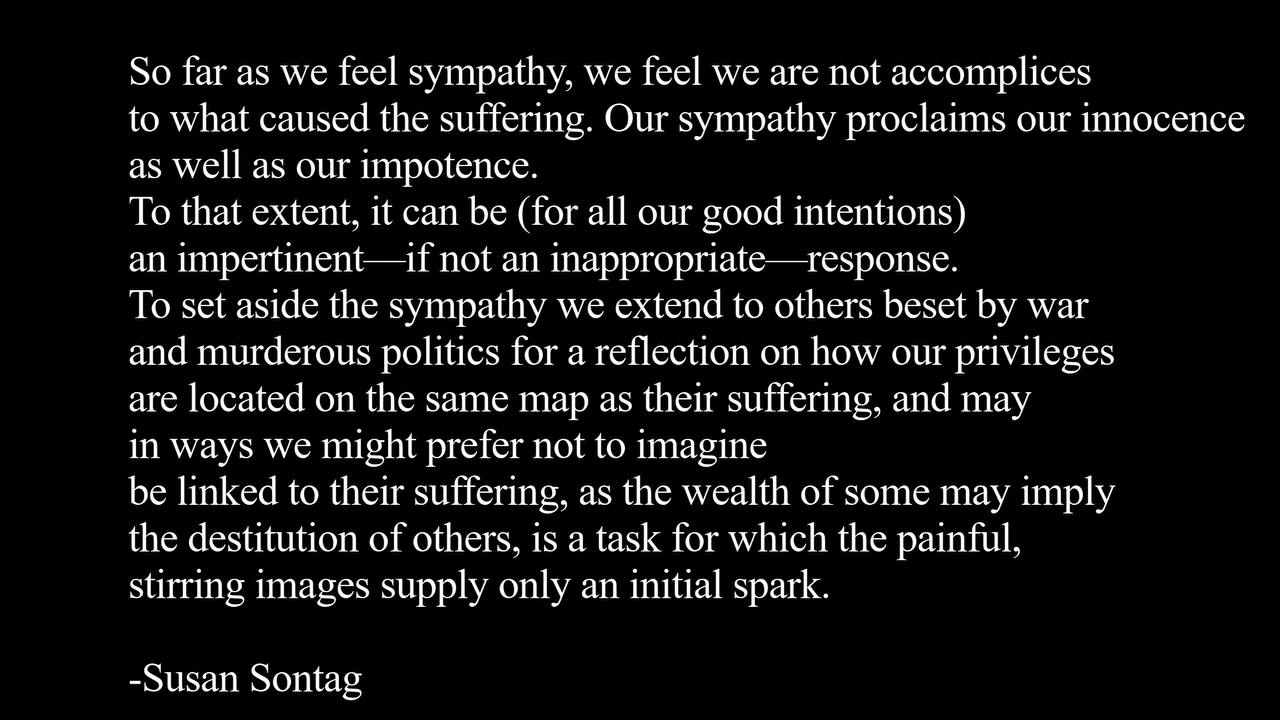 So far as we feel sympathy, we feel we are not accomplices
to what caused the suffering. Our sympathy proclaims our innocence
as well as our impotence.
To that extent, it can be (for all our good intentions)
an impertinent—if not an inappropriate—response.
To set aside the sympathy we extend to others beset by war
and murderous politics for a reflection on how our privileges
are located on the same map as their suffering, and may
in ways we might prefer not to imagine
be linked to their suffering, as the wealth of some may imply
the destitution of others, is a task for which the painful,
stirring images supply only an initial spark.
-Susan Sontag